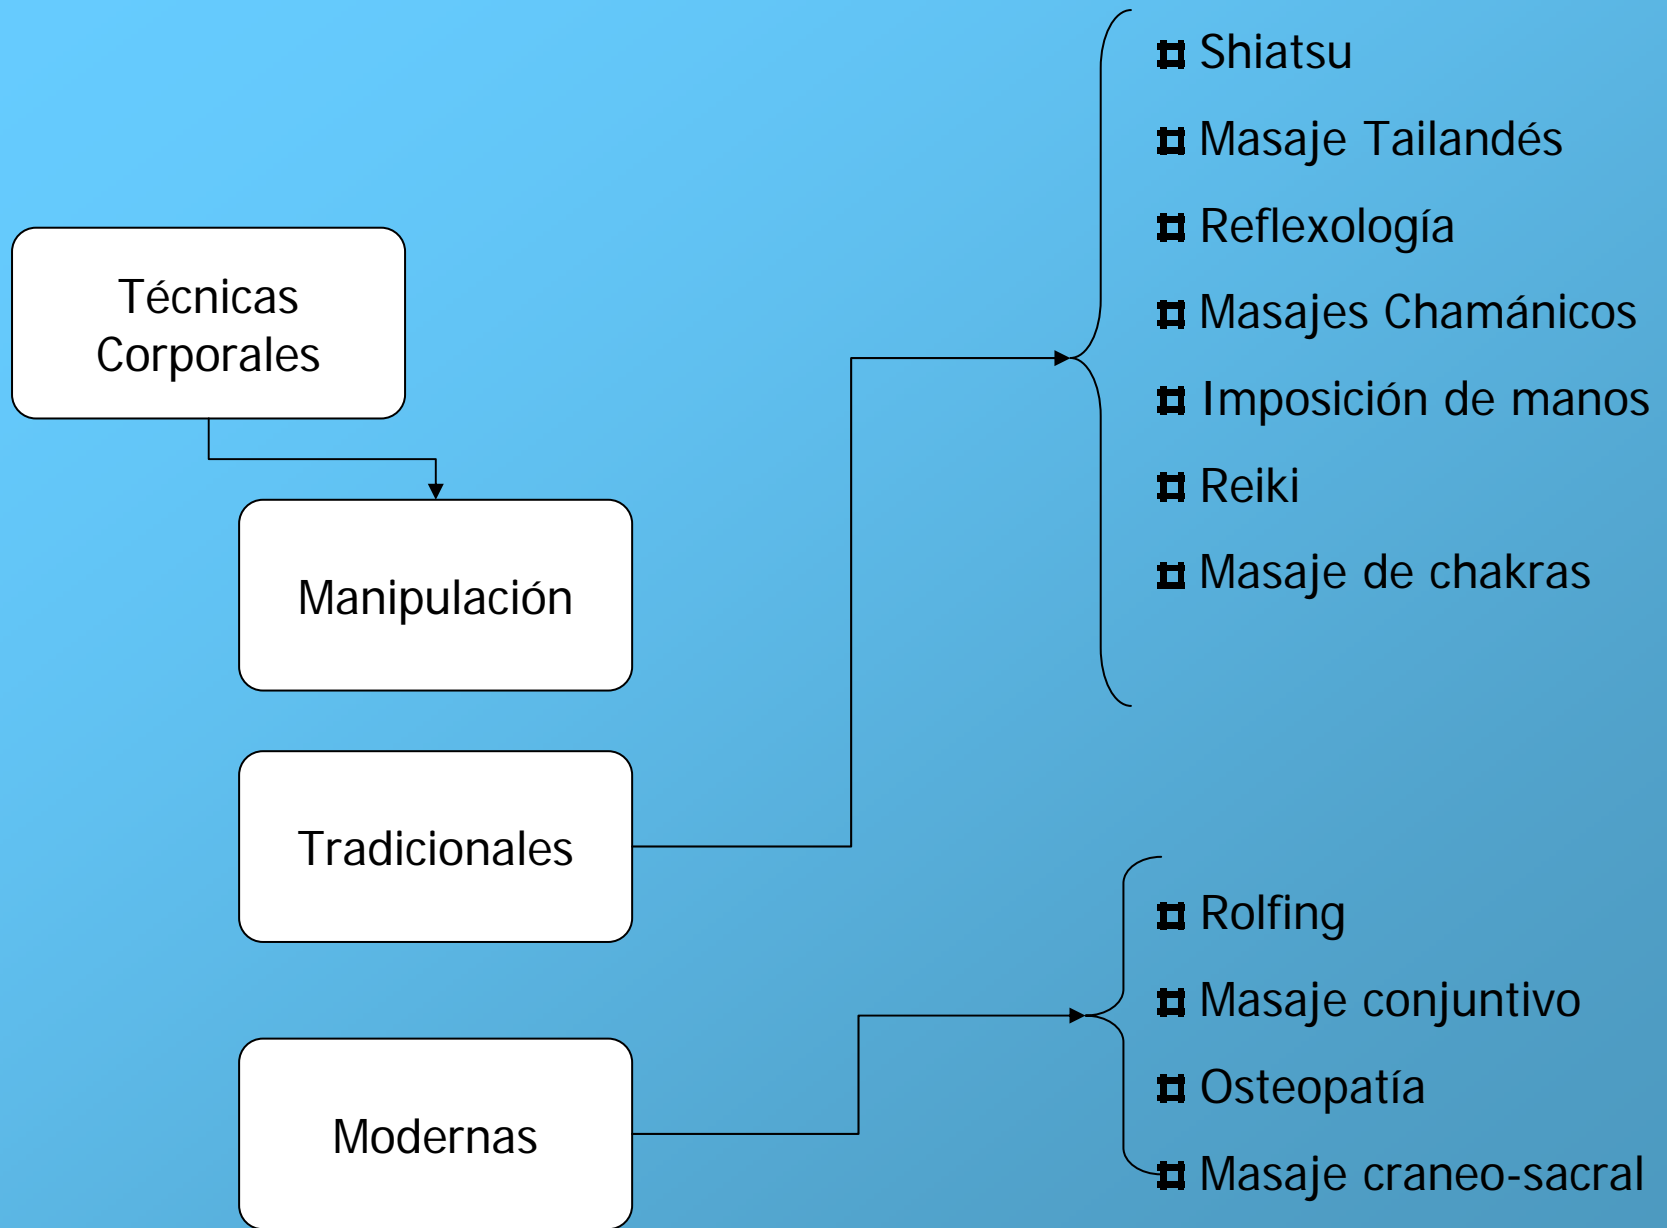 Técnicas
Corporales
Manipulación
Tradicionales
Shiatsu
Masaje Tailandés
Reflexología
Masajes Chamánicos
Imposición de manos
Reiki
Masaje de chakras
Modernas
Rolfing
Masaje conjuntivo
Osteopatía
Masaje craneo-sacral